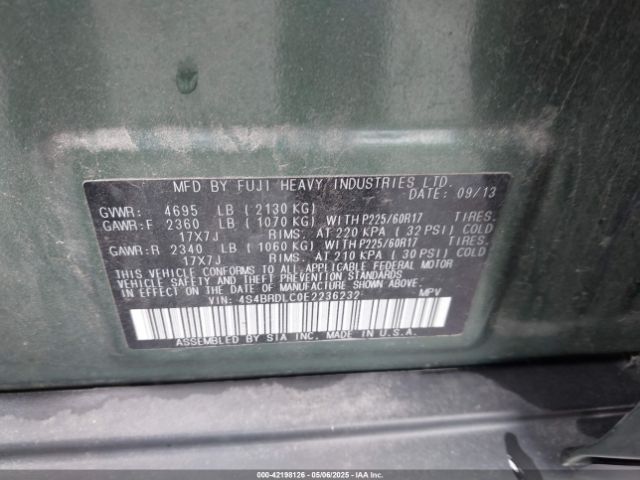 MFD BY FUJI HEAVY INDUSTRIES LTD.
DATE: 09/13
GVWR: 4695 LB ( 2130 KG)
GAWR:F 2360 LB ( 1070 KG) WITH P225/60R17 TIRES.
17X7J RIMS. AT 220 KPA ( 32 PSI) COLD
GAWR:R 2340 LB ( 1060 KG) WITH P225/60R17 TIRES.
17X7J RIMS. AT 210 KPA ( 30 PSI) COLD
THIS VEHICLE CONFORMS TO ALL APPLICABLE FEDERAL MOTOR
VEHICLE SAFETY AND BUMPER STANDARDS
IN EFFECT ON THE DATE OF MANUFACTURE SHOWN ABOVE.
VIN: 4S4BRDLC0E2236232 MPV
ASSEMBLED BY SIA INC. MADE IN U.S.A.
000-42198126 - 05/06/2025 - IAAI.CA